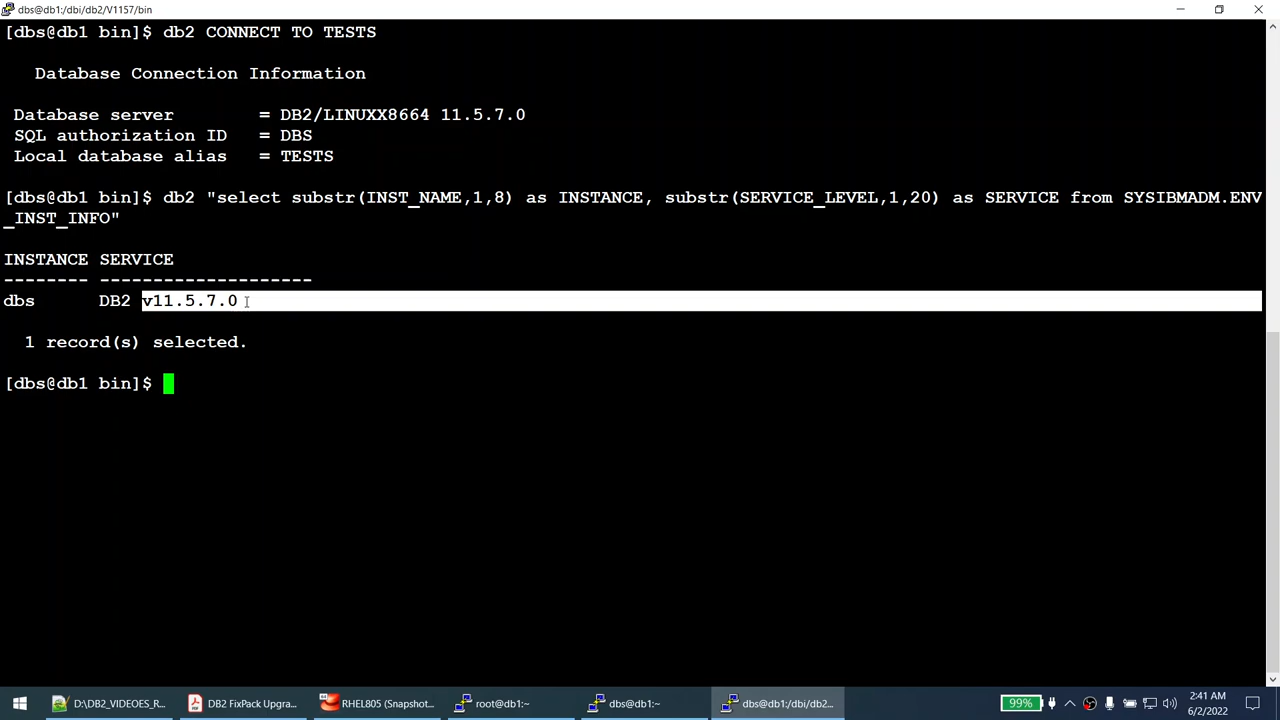 dbs@db1:/dbi/db2/V1157/bin
[dbs@db1 bin]$ db2 CONNECT TO TESTS
Database Connection Information
Database server = DB2/LINUXX8664 11.5.7.0
SQL authorization ID = DBS
Local database alias = TESTS
[dbs@db1 bin]$ db2 "select substr(INST_NAME,1,8) as INSTANCE, substr(SERVICE_LEVEL,1,20) as SERVICE from SYSIBMADM.ENV
_INST_INFO"
INSTANCE SERVICE
-------- --------------------
dbs DB2 v11.5.7.0
1 record(s) selected.
[dbs@db1 bin]$
D:\DB2_VIDEOES_R...
DB2 FixPack Upgra...
RHEL805 (Snapshot...
root@db1:~
dbs@db1:~
dbs@db1:/dbi/db2...
99%
2:41 AM
6/2/2022